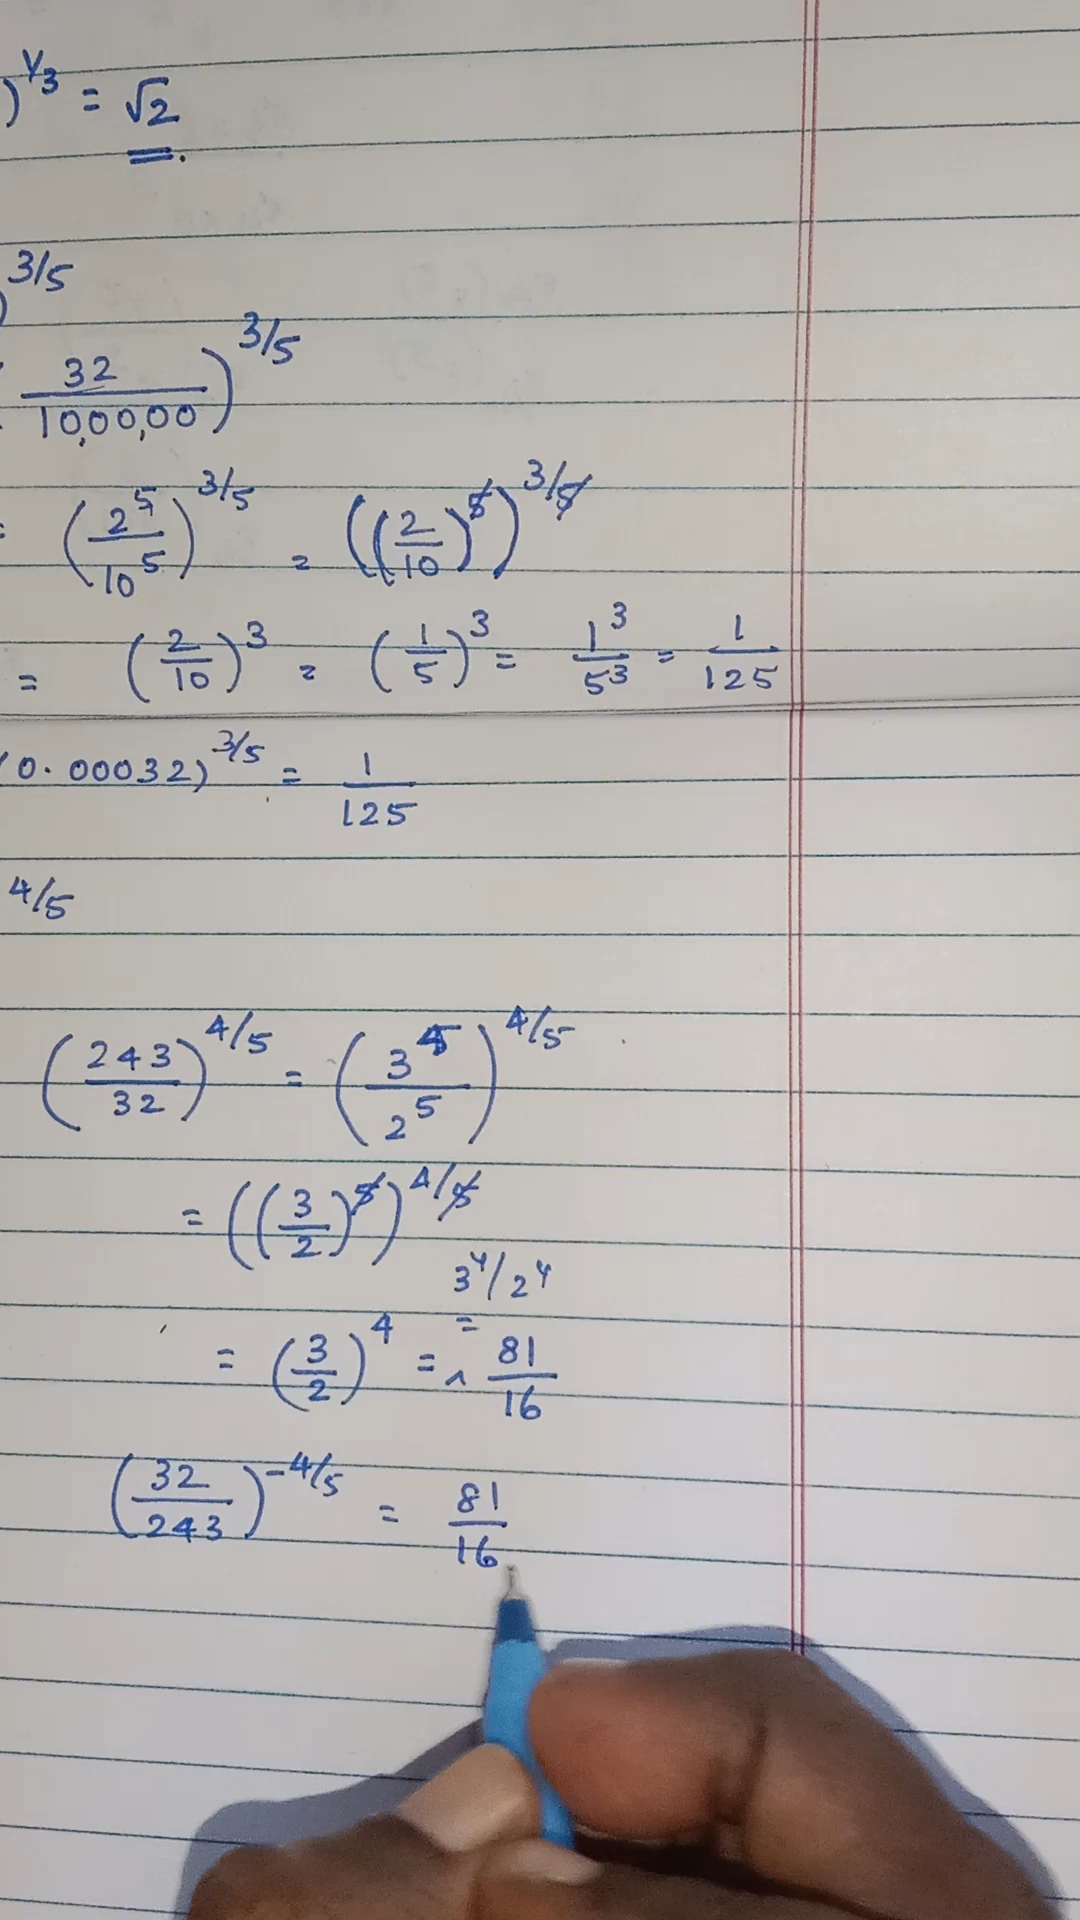 )^1/3 = √2.
)^3/5
(32/10,00,00)^3/5
= (2^5/10^5)^3/5 = ((2/10)^5)^3/5
= (2/10)^3 = (1/5)^3 = 1^3/5^3 = 1/125
(0.00032)^3/5 = 1/125
4/5
(243/32)^4/5 = (3^5/2^5)^4/5
= ((3/2)^5)^4/5
3^4/2^4
= (3/2)^4 = ^ = 81/16
(32/243)^-4/5 = 81/16